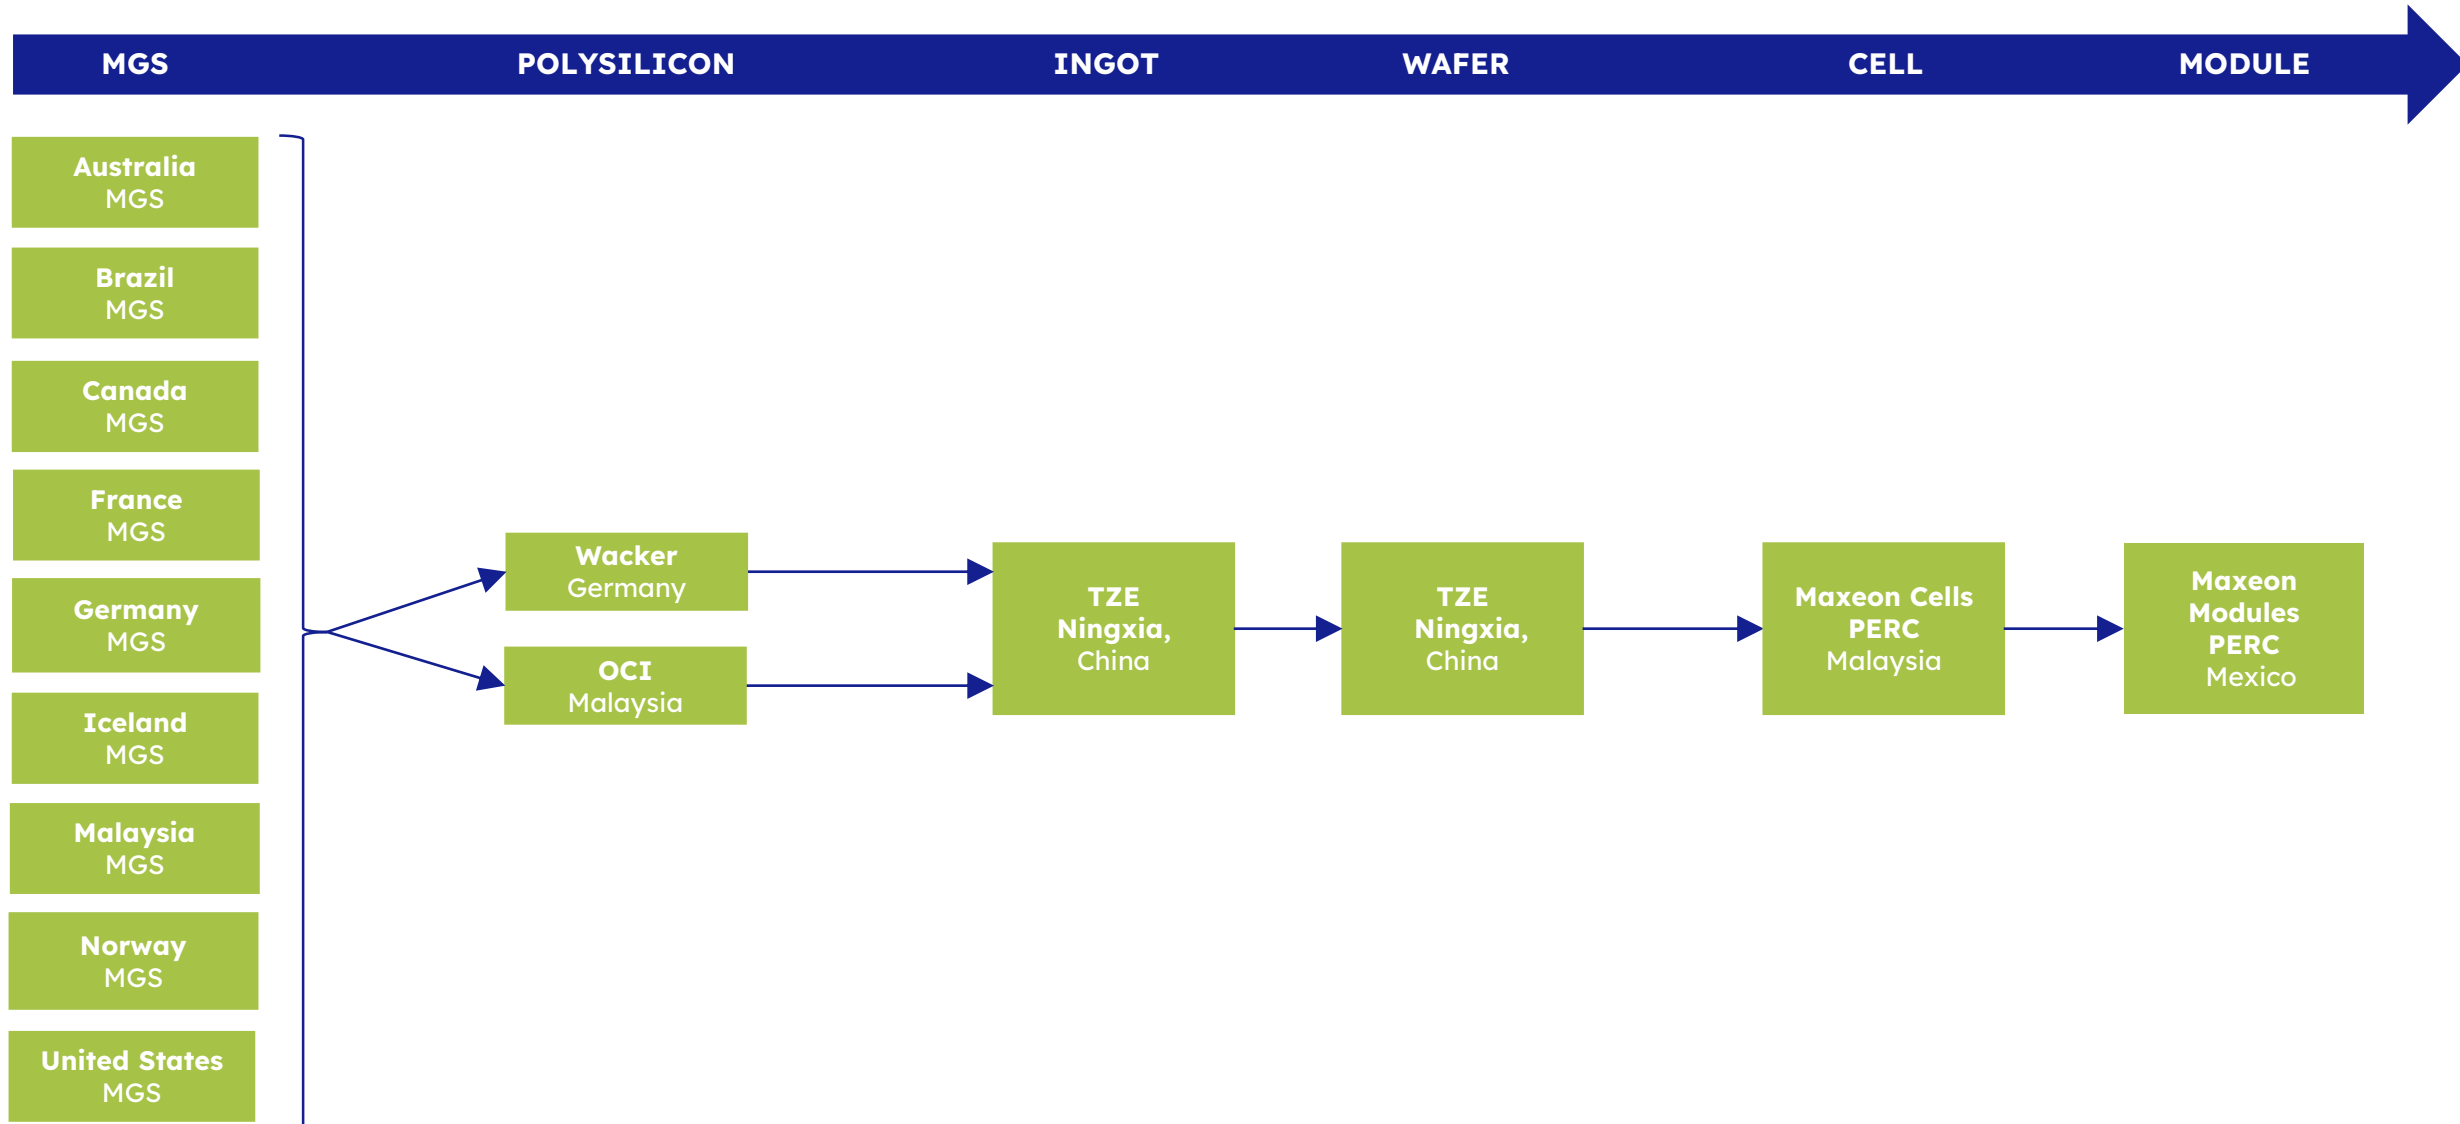 MGS
POLYSILICON
INGOT
WAFER
CELL
MODULE
Australia
MGS
Brazil
MGS
Canada
MGS
France
MGS
Germany
MGS
Iceland
MGS
Malaysia
MGS
Norway
MGS
United States
MGS
Wacker
Germany
OCI
Malaysia
TZE
Ningxia,
China
TZE
Ningxia,
China
Maxeon Cells
PERC
Malaysia
Maxeon
Modules
PERC
Mexico